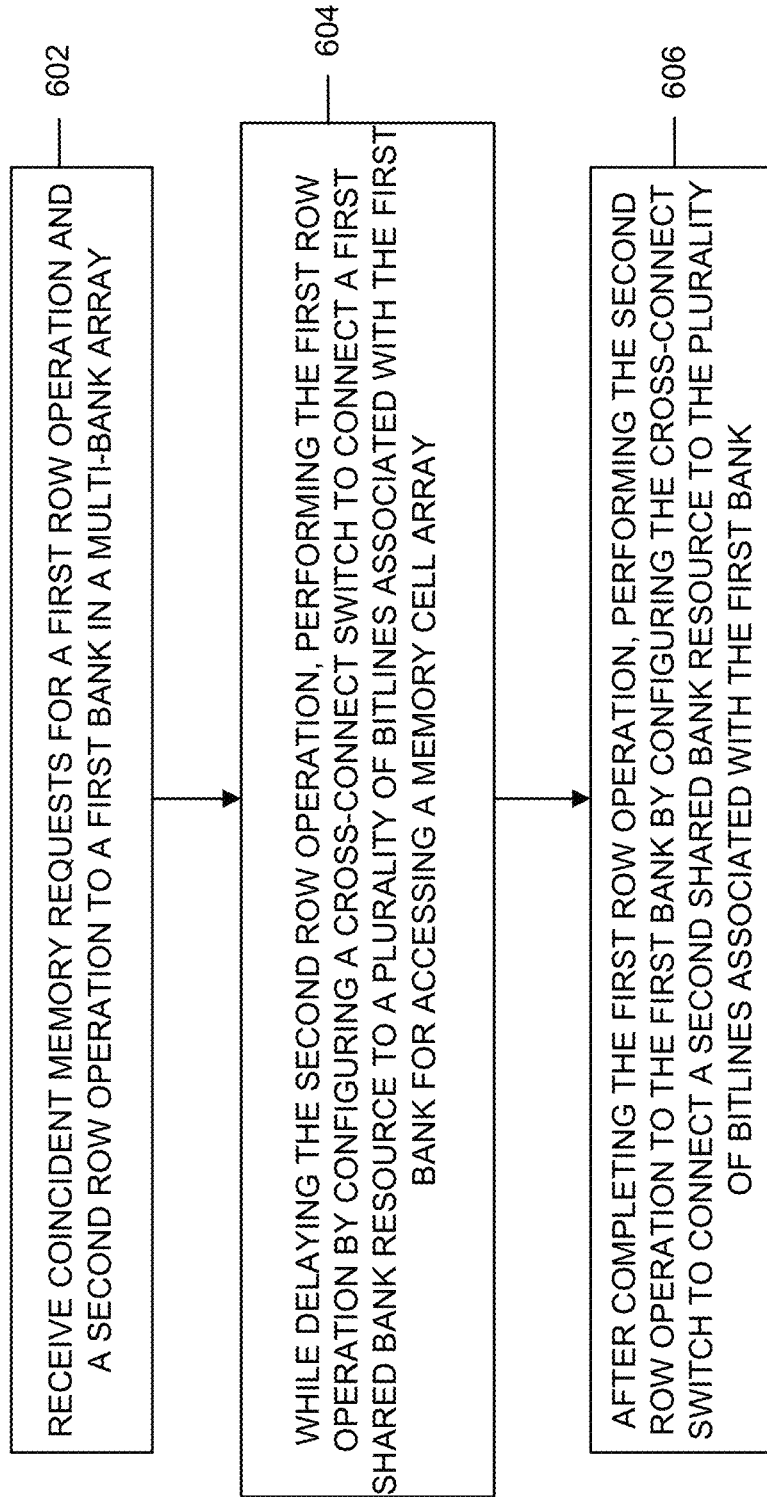 RECEIVE COINCIDENT MEMORY REQUESTS FOR A FIRST ROW OPERATION AND
A SECOND ROW OPERATION TO A FIRST BANK IN A MULTI-BANK ARRAY
602
WHILE DELAYING THE SECOND ROW OPERATION, PERFORMING THE FIRST ROW
OPERATION BY CONFIGURING A CROSS-CONNECT SWITCH TO CONNECT A FIRST
SHARED BANK RESOURCE TO A PLURALITY OF BITLINES ASSOCIATED WITH THE FIRST
BANK FOR ACCESSING A MEMORY CELL ARRAY
604
AFTER COMPLETING THE FIRST ROW OPERATION, PERFORMING THE SECOND
ROW OPERATION TO THE FIRST BANK BY CONFIGURING THE CROSS-CONNECT
SWITCH TO CONNECT A SECOND SHARED BANK RESOURCE TO THE PLURALITY
OF BITLINES ASSOCIATED WITH THE FIRST BANK
606